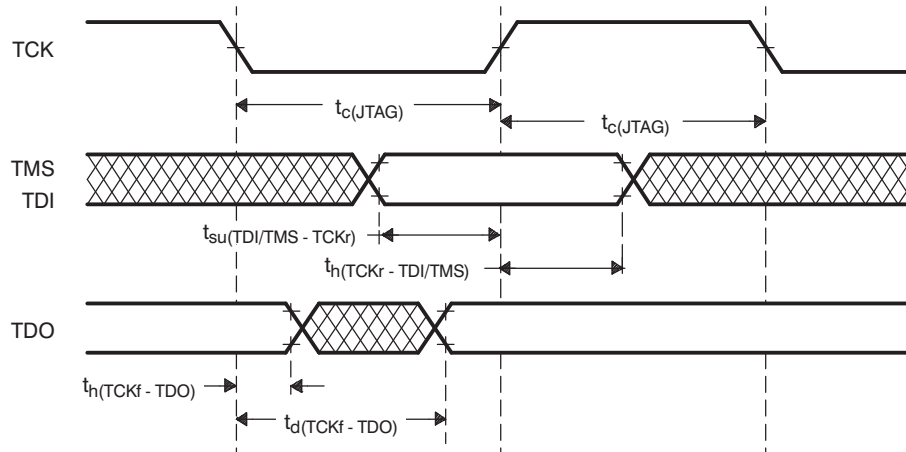 TCK
tc(JTAG)
tc(JTAG)
TMS
TDI
tsu(TDI/TMS - TCKr)
th(TCKr - TDI/TMS)
TDO
th(TCKf - TDO)
td(TCKf - TDO)